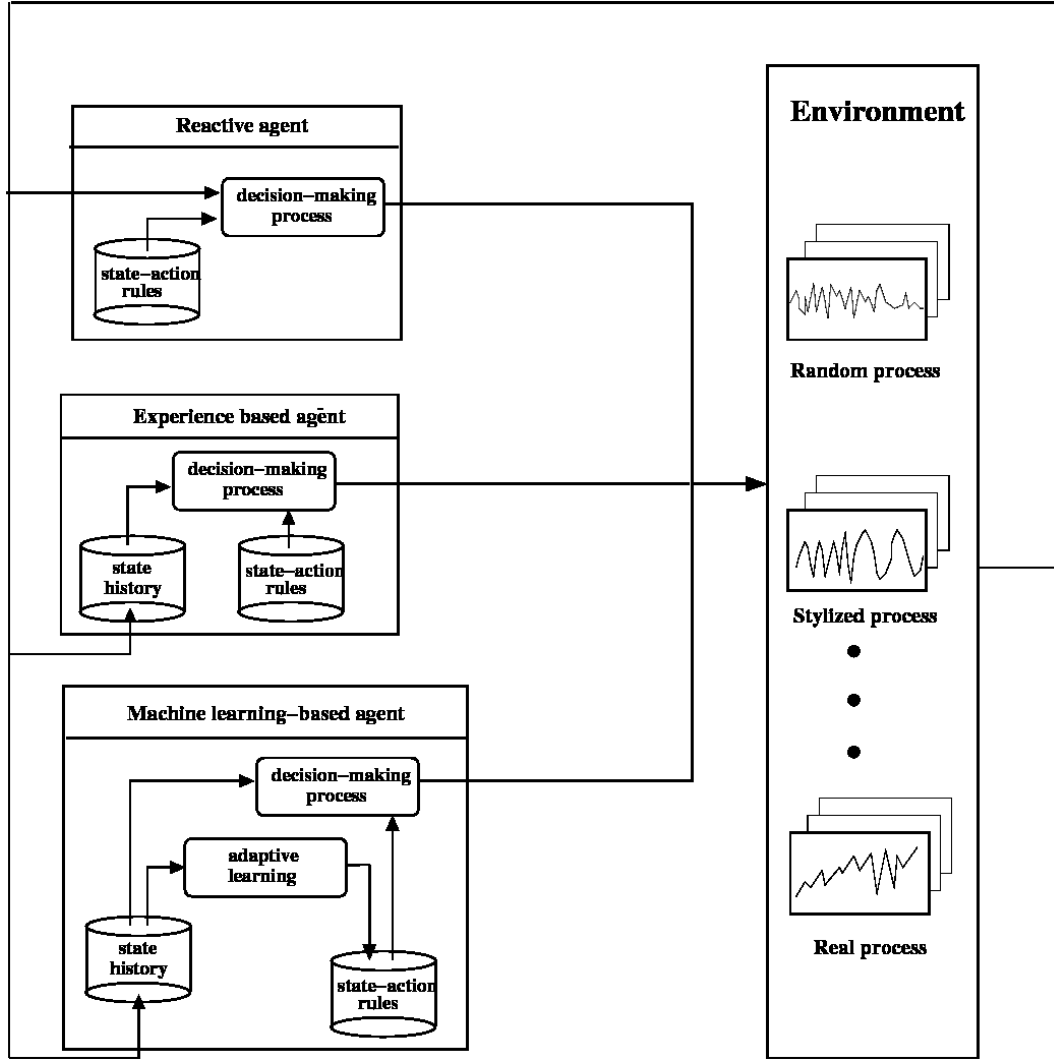 Reactive agent
decision−making
process
state−action
rules
Experience based agent
decision−making
process
state
history
state−action
rules
Machine learning−based agent
decision−making
process
adaptive
learning
state
history
state−action
rules
Environment
Random process
Stylized process
Real process